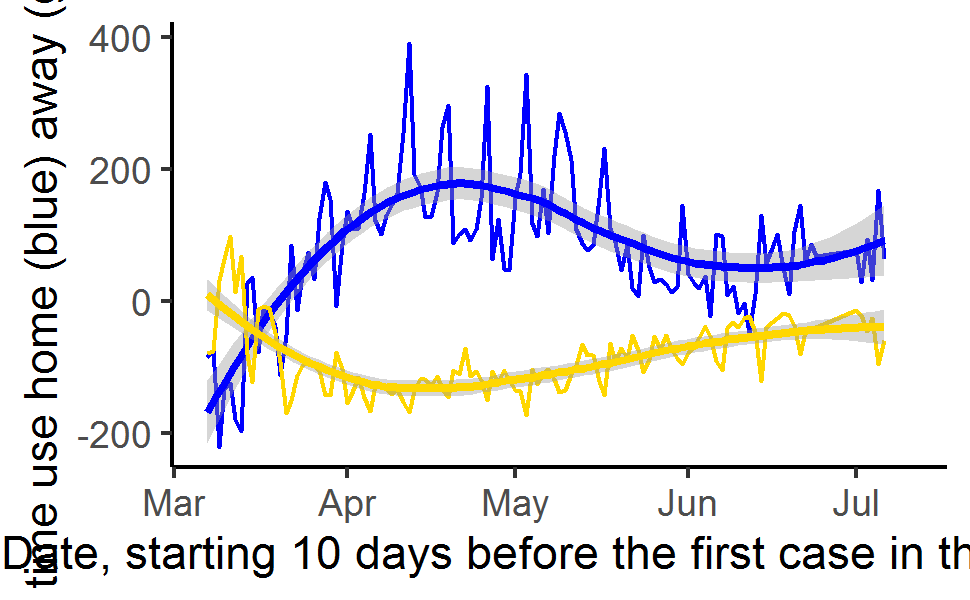 time use home (blue) away (
400
200
0
-200
Mar Apr May Jun Jul
Date, starting 10 days before the first case in th